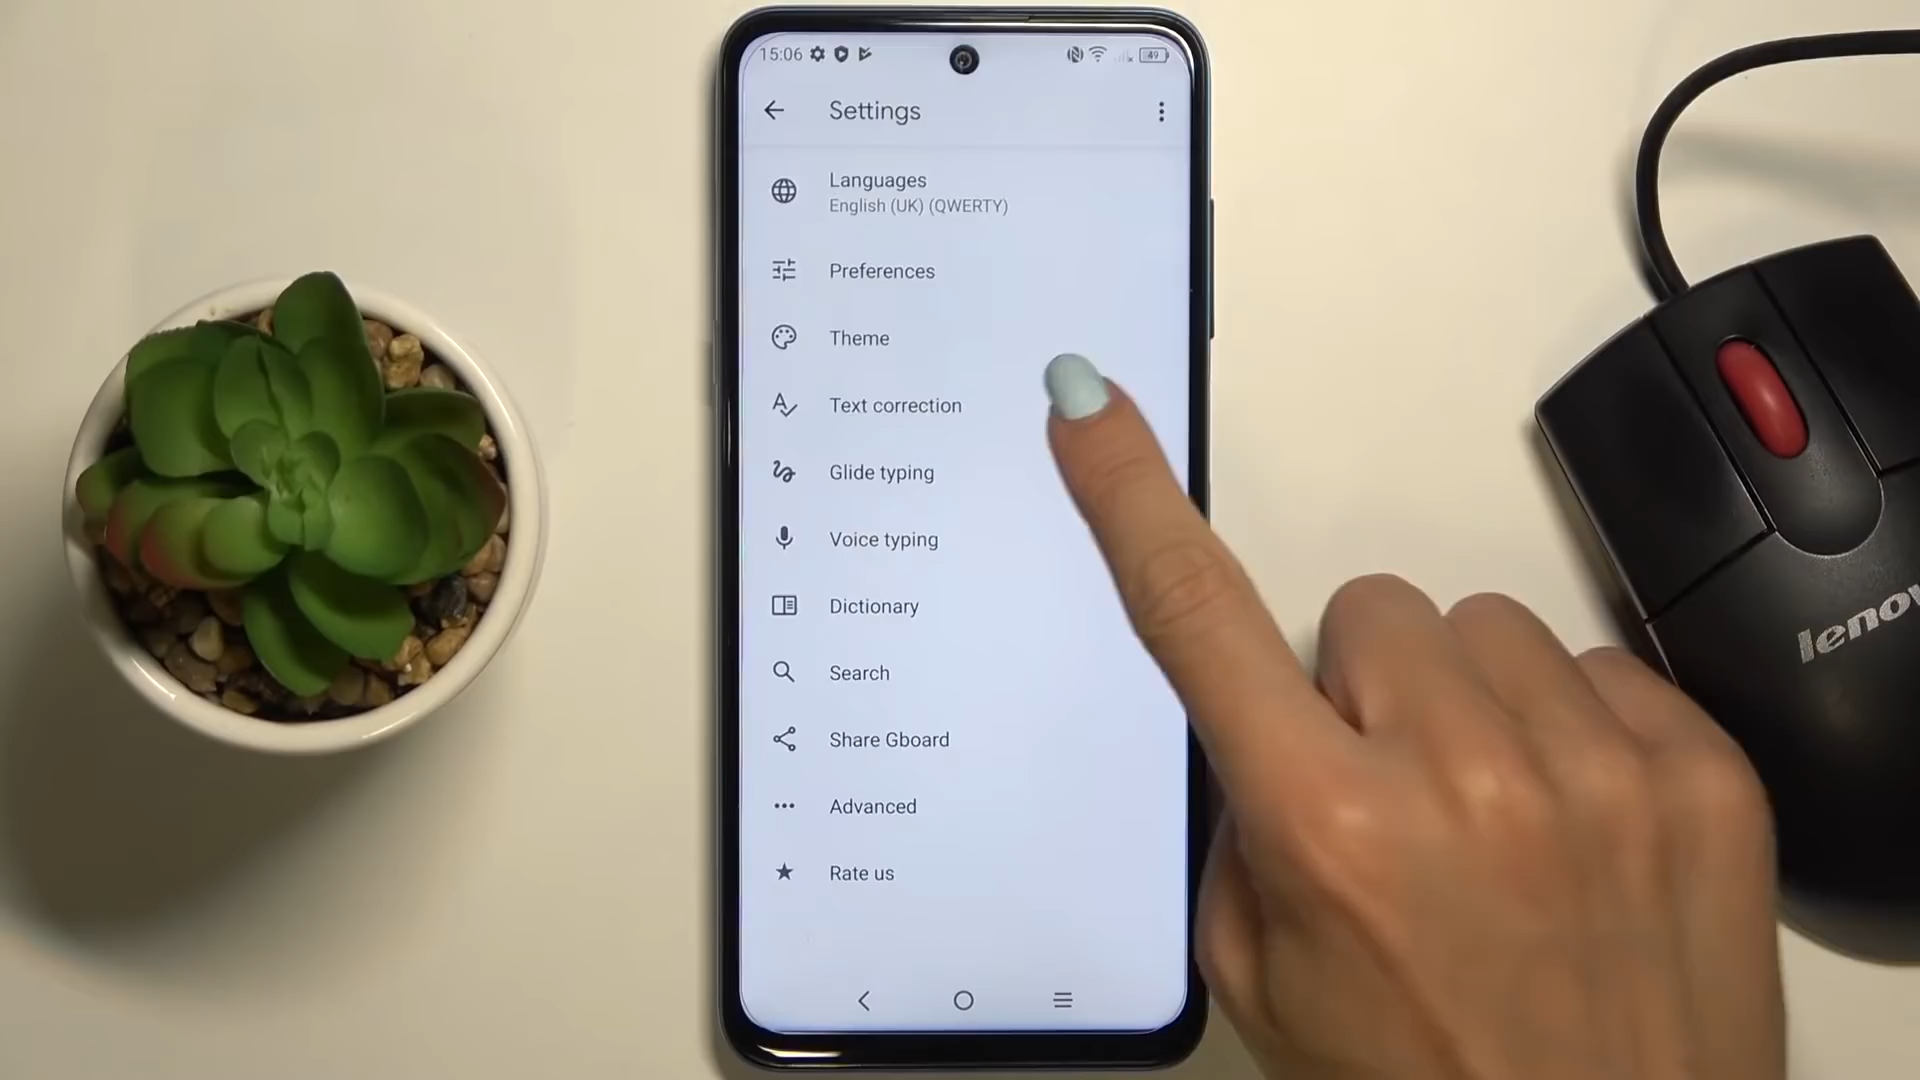 15:06
49
Settings
Languages
English (UK) (QWERTY)
Preferences
Theme
Text correction
Glide typing
Voice typing
Dictionary
Search
Share Gboard
Advanced
Rate us
lenov